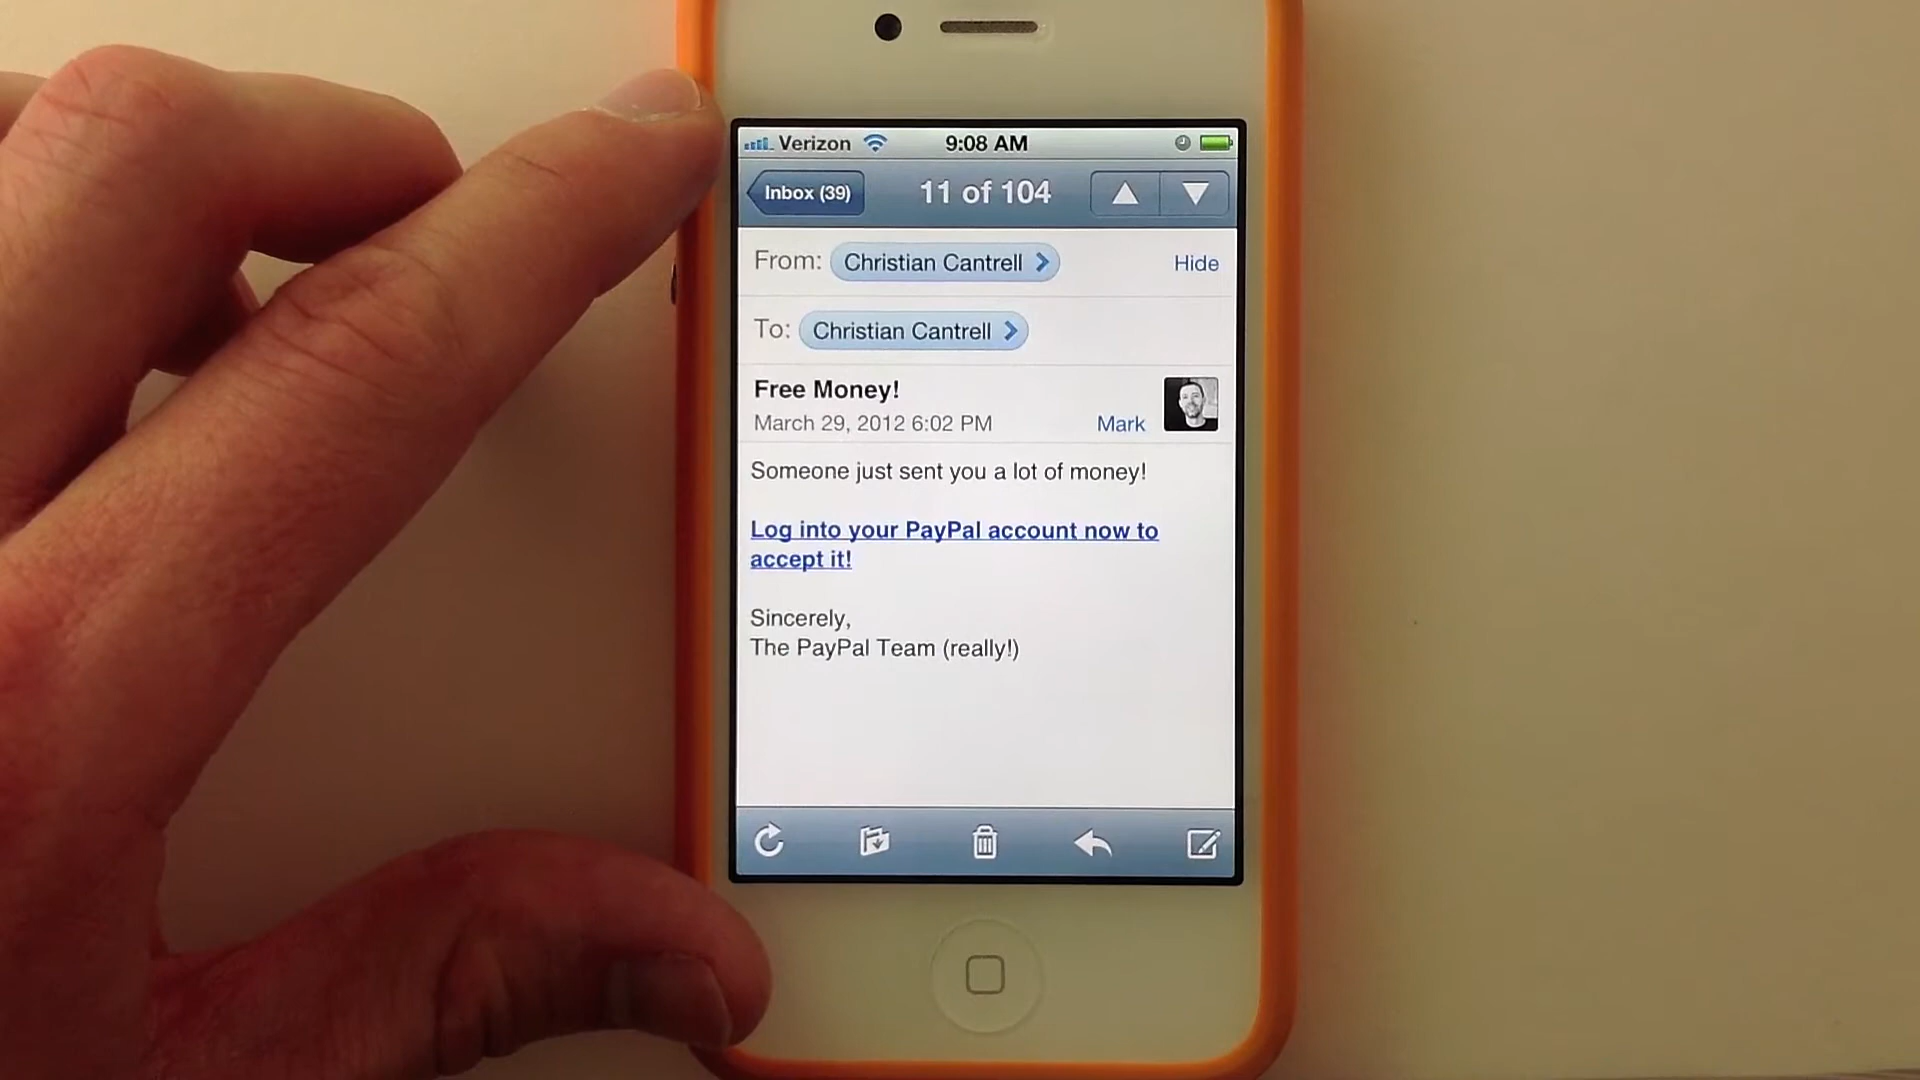 Verizon 9:08 AM
Inbox (39) 11 of 104
From: Christian Cantrell Hide
To: Christian Cantrell
Free Money!
March 29, 2012 6:02 PM Mark
Someone just sent you a lot of money!
Log into your PayPal account now to
accept it!
Sincerely,
The PayPal Team (really!)